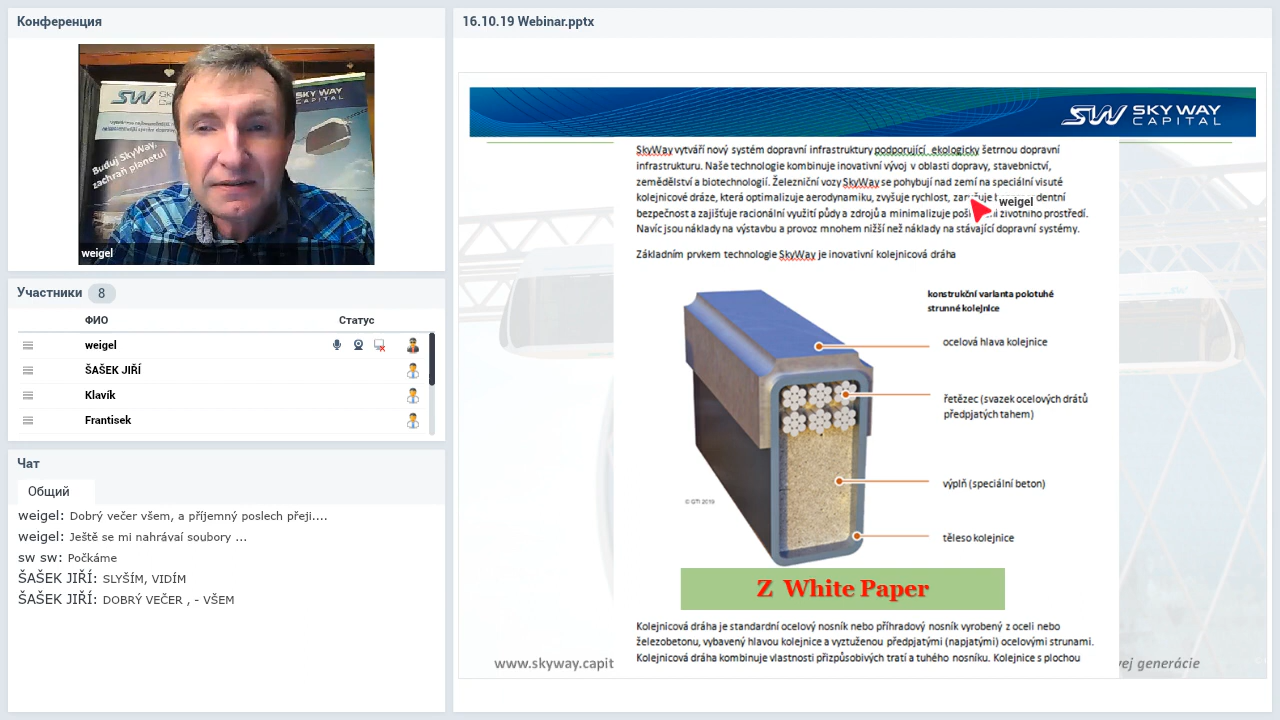 Конференция
SW
CAPITAL
Buduj SkyWay,
zachraň planetu!
weigel
Участники 8
ФИО Статус
weigel
ŠAŠEK JIŘÍ
Klavík
Frantisek
Чат
Общий
weigel: Dobrý večer všem, a příjemný poslech přeji....
weigel: Ještě se mi nahrávaí soubory ...
sw sw: Počkáme
ŠAŠEK JIŘÍ: SLYŠÍM, VIDÍM
ŠAŠEK JIŘÍ: DOBRÝ VEČER , - VŠEM
16.10.19 Webinar.pptx
SW SKY WAY
CAPITAL
SkyWay vytváří nový systém dopravní infrastruktury podporující ekologicky šetrnou dopravní
infrastrukturu. Naše technologie kombinuje inovativní vývoj v oblasti dopravy, stavebnictví,
zemědělství a biotechnologií. Železniční vozy SkyWay se pohybují nad zemí na speciální visuté
kolejnicové dráze, která optimalizuje aerodynamiku, zvyšuje rychlost, dentní
weigel
bezpečnost a zajišťuje racionální využití půdy a zdrojů a minimalizuje životního prostředí.
Navíc jsou náklady na výstavbu a provoz mnohem nižší než náklady na stávající dopravní systémy.
Základním prvkem technologie SkyWay je inovativní kolejnicová dráha
konstrukční varianta polotuhé
strunné kolejnice
ocelová hlava kolejnice
řetězec (svazek ocelových drátů
předpjatých tahem)
výplň (speciální beton)
© GTI 2019
těleso kolejnice
Z White Paper
Kolejnicová dráha je standardní ocelový nosník nebo příhradový nosník vyrobený z oceli nebo
železobetonu, vybavený hlavou kolejnice a vyztuženou předpjatými (napjatými) ocelovými strunami.
Kolejnicová dráha kombinuje vlastnosti přizpůsobivých tratí a tuhého nosníku. Kolejnice s plochou
www.skyway.capit
vej generácie